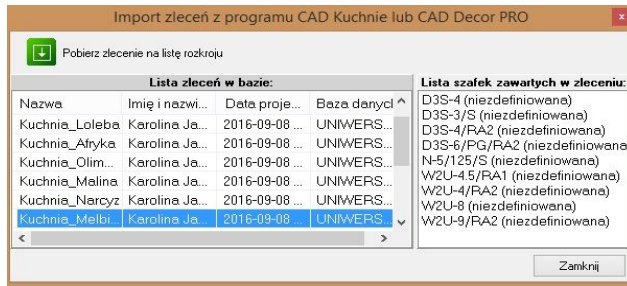 Import zleceń z programu CAD Kuchnie lub CAD Decor PRO
x
Pobierz zlecenie na listę rozkroju
Lista zleceń w bazie:
Nazwa Imię i nazwi... Data proje... Baza danycl
Kuchnia_Loleba Karolina Ja... 2016-09-08 ... UNIWERS...
Kuchnia_Afryka Karolina Ja... 2016-09-08 ... UNIWERS...
Kuchnia_Olim... Karolina Ja... 2016-09-08 ... UNIWERS...
Kuchnia_Malina Karolina Ja... 2016-09-08 ... UNIWERS...
Kuchnia_Narcyz Karolina Ja... 2016-09-08 ... UNIWERS...
Kuchnia_Melbi... Karolina Ja... 2016-09-08 ... UNIWERS...
Lista szafek zawartych w zleceniu:
D3S-4 (niezdefiniowana)
D3S-3/S (niezdefiniowana)
D3S-4/RA2 (niezdefiniowana)
D3S-6/PG/RA2 (niezdefiniowana
N-5/125/S (niezdefiniowana)
W2U-4.5/RA1 (niezdefiniowana)
W2U-4/RA2 (niezdefiniowana)
W2U-8 (niezdefiniowana)
W2U-9/RA2 (niezdefiniowana)
Zamknij